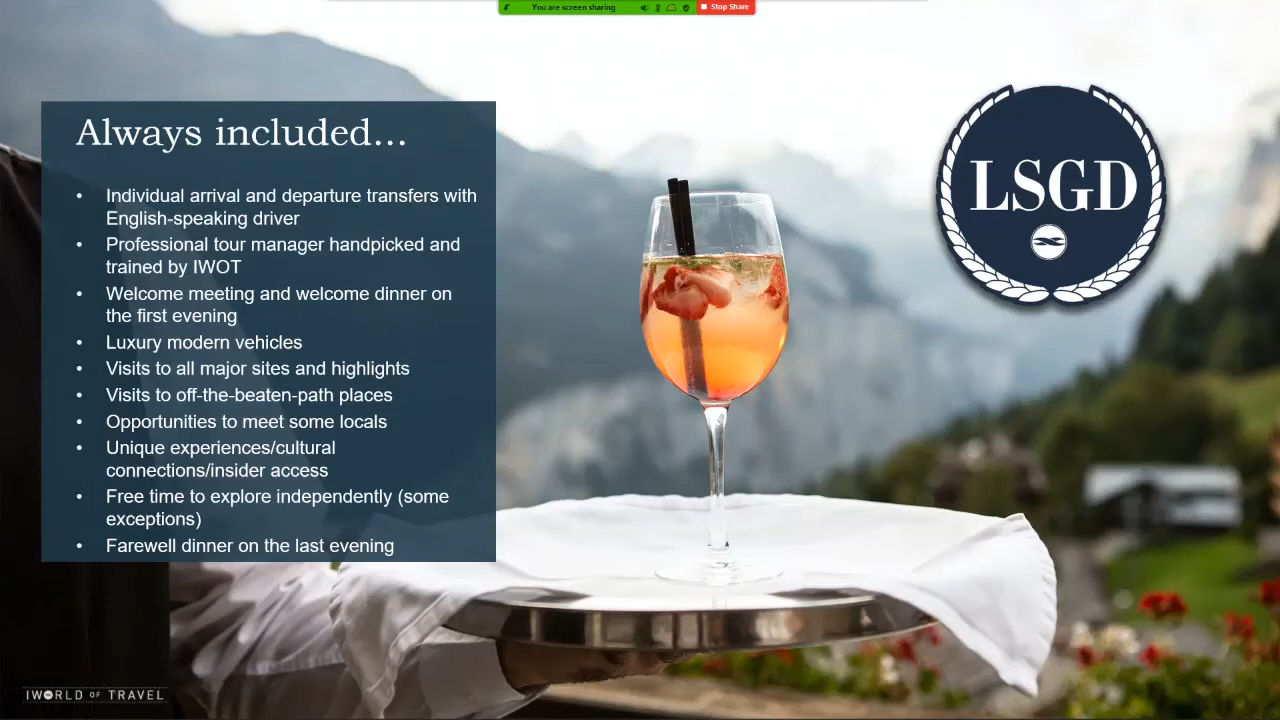 You are screen sharing
Stop Share
Always included...
• Individual arrival and departure transfers with
English-speaking driver
• Professional tour manager handpicked and
trained by IWOT
• Welcome meeting and welcome dinner on
the first evening
• Luxury modern vehicles
• Visits to all major sites and highlights
• Visits to off-the-beaten-path places
• Opportunities to meet some locals
• Unique experiences/cultural
connections/insider access
• Free time to explore independently (some
exceptions)
• Farewell dinner on the last evening
LSGD
IWORLD OF TRAVEL